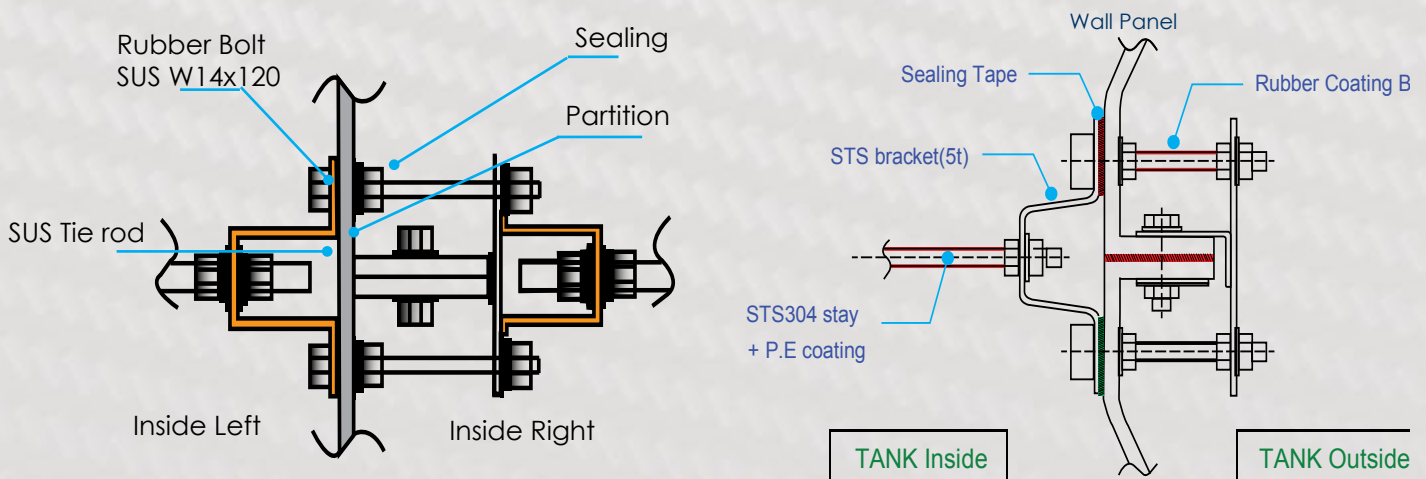 Rubber Bolt
SUS W14x120
Sealing
Partition
SUS Tie rod
Inside Left
Inside Right
Wall Panel
Sealing Tape
Rubber Coating B
STS bracket(5t)
STS304 stay
+ P.E coating
TANK Inside
TANK Outside